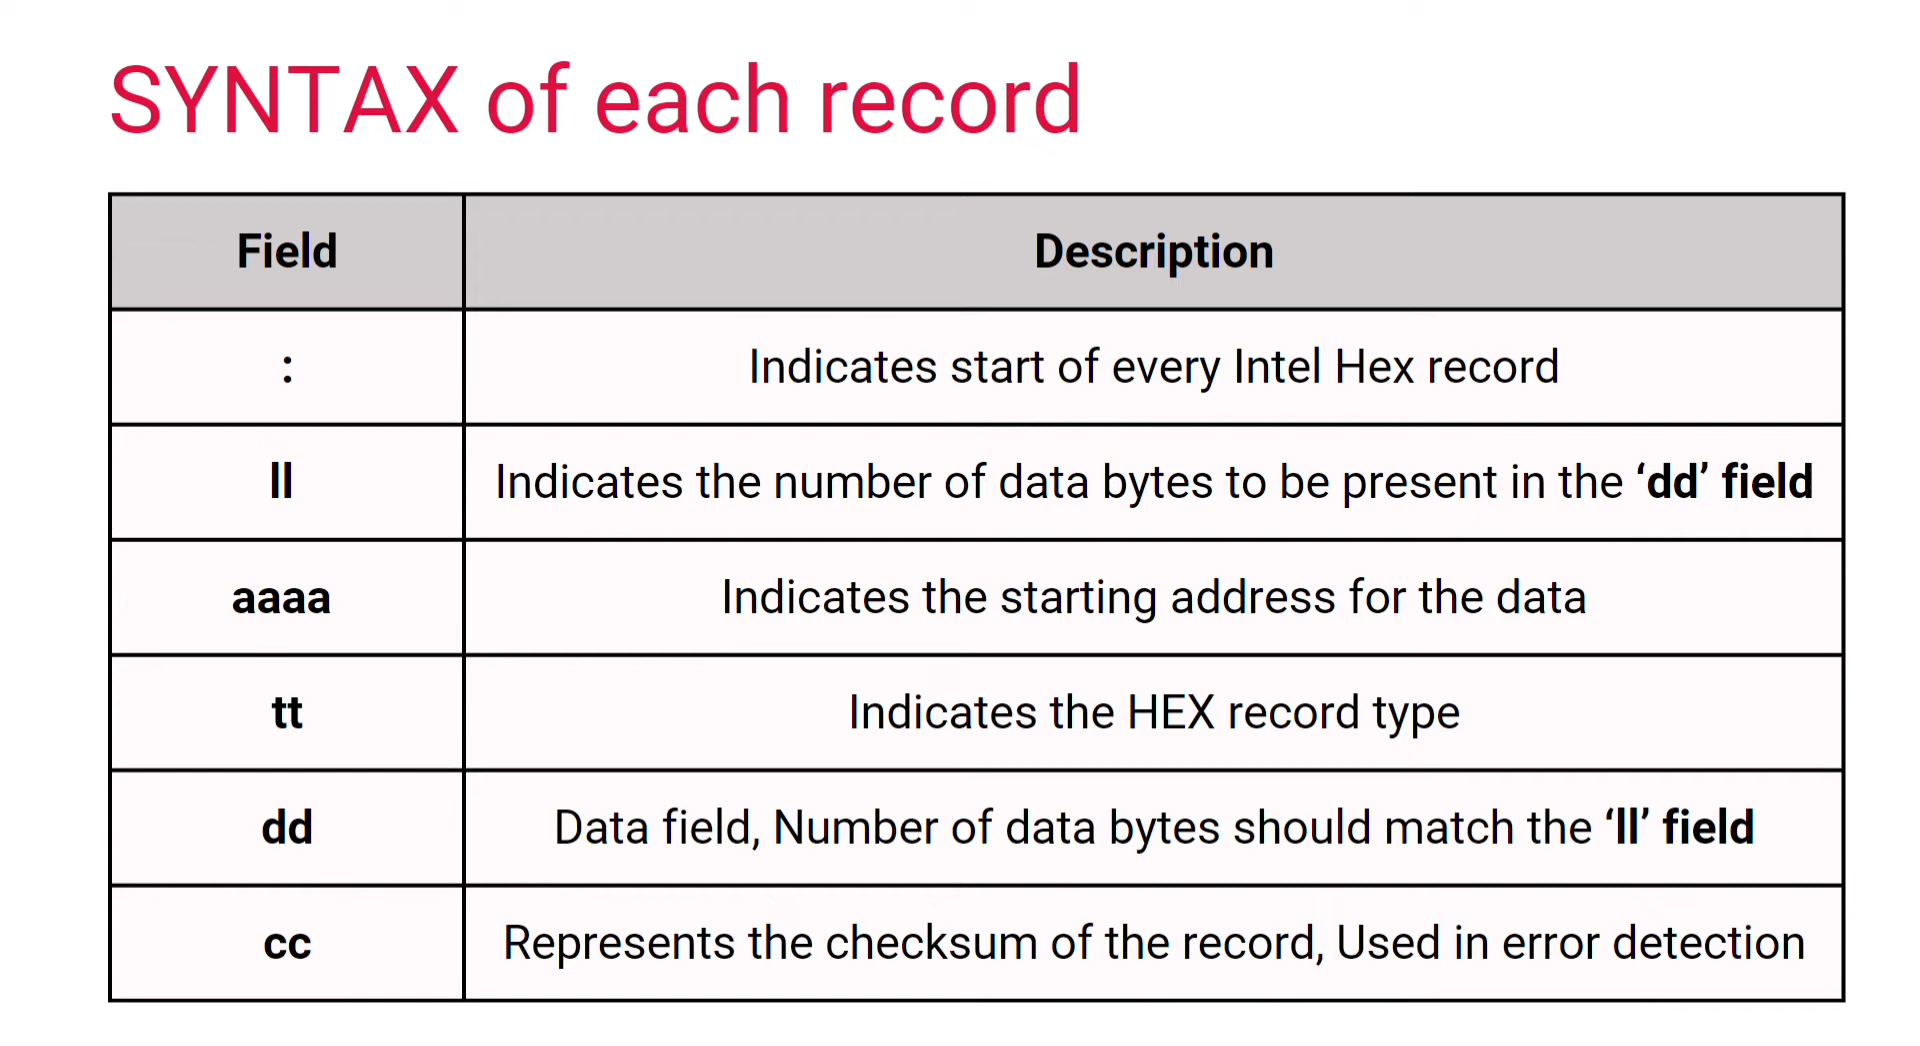 SYNTAX of each record
Field Description
: Indicates start of every Intel Hex record
ll Indicates the number of data bytes to be present in the ‘dd’ field
aaaa Indicates the starting address for the data
tt Indicates the HEX record type
dd Data field, Number of data bytes should match the ‘ll’ field
cc Represents the checksum of the record, Used in error detection